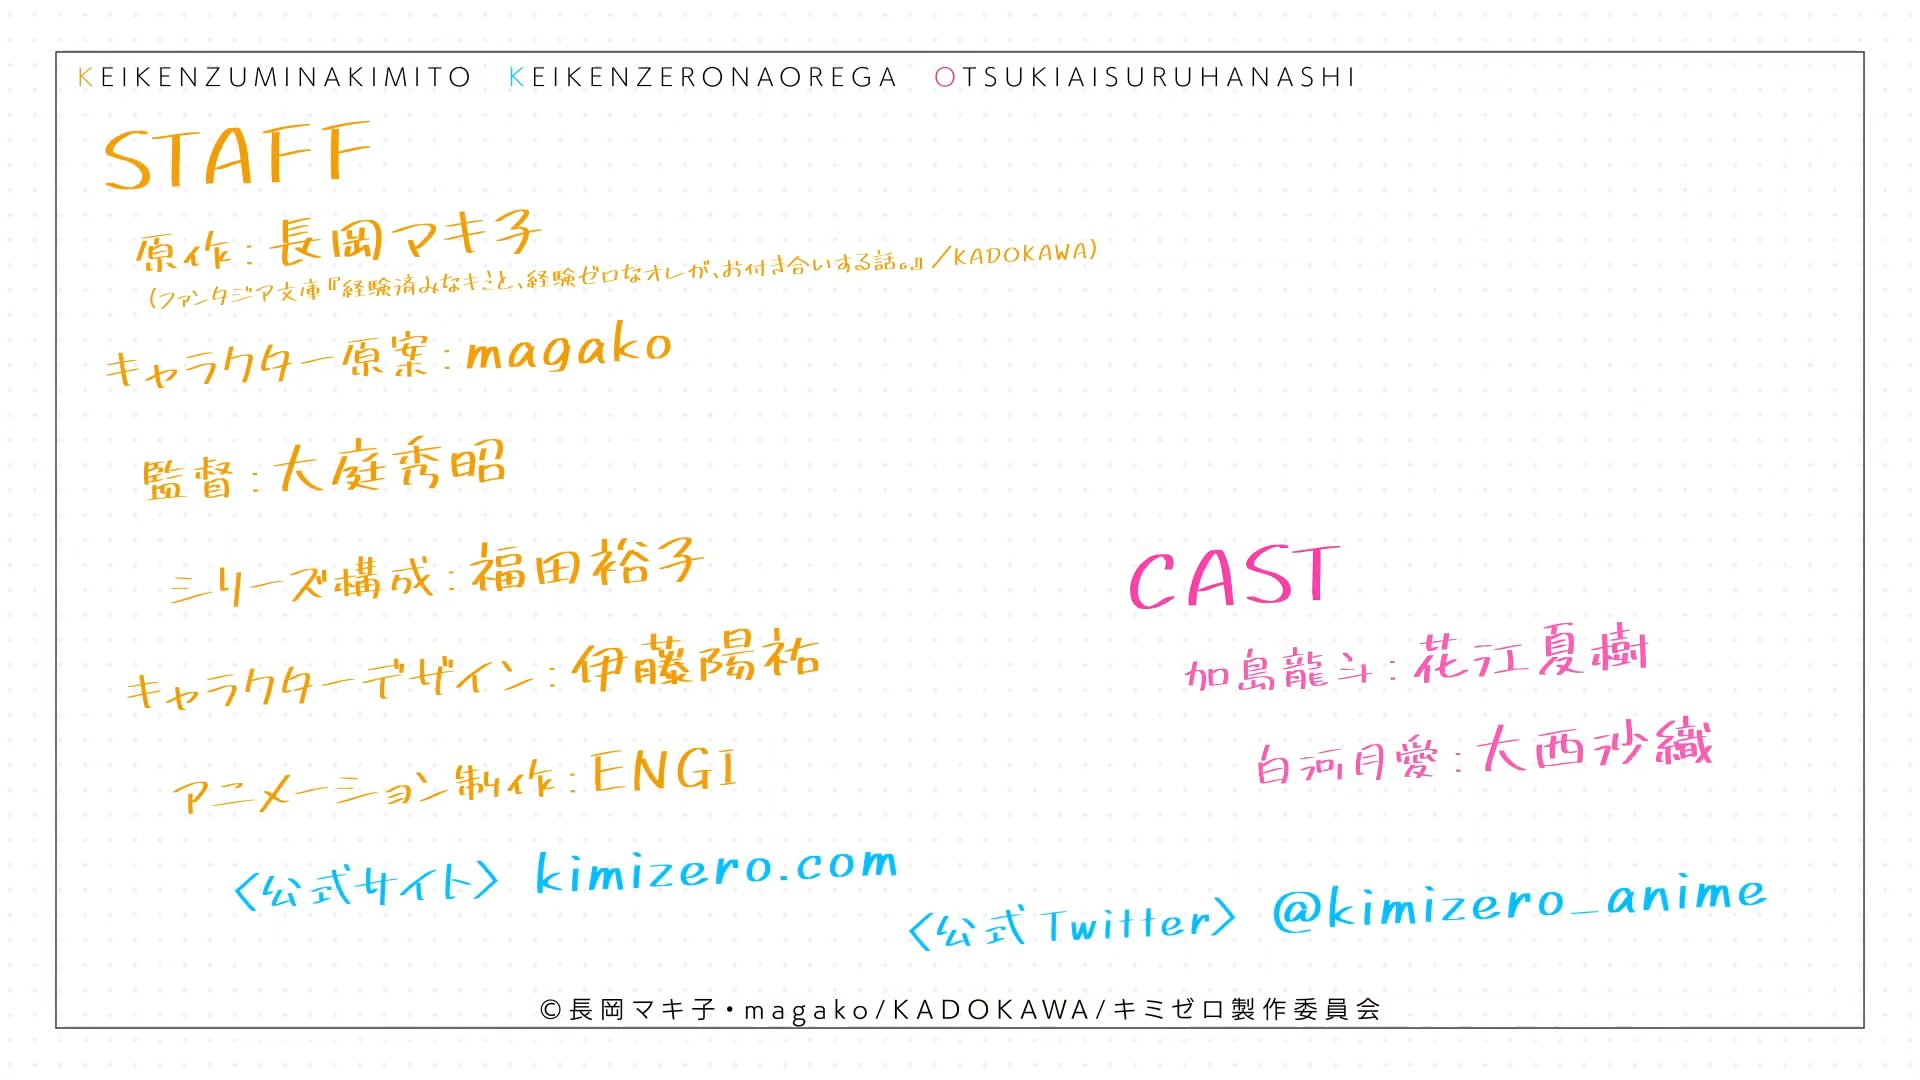 KEIKENZUMINAKIMITO KEIKENZERONAOREGA OTSUKIAISURUHANASHI
STAFF
原作:長岡マキ子
(ファンタジア文庫『経験済みなキミと、経験ゼロなオレが、お付き合いする話。』/KADOKAWA)
キャラクター原案:magako
監督:大庭秀昭
シリーズ構成:福田裕子
キャラクターデザイン:伊藤陽祐
アニメーション制作:ENGI
CAST
加島龍斗:花江夏樹
白河月愛:大西沙織
〈公式サイト〉 kimizero.com
〈公式Twitter〉 @kimizero_anime
©長岡マキ子・magako/KADOKAWA/キミゼロ製作委員会